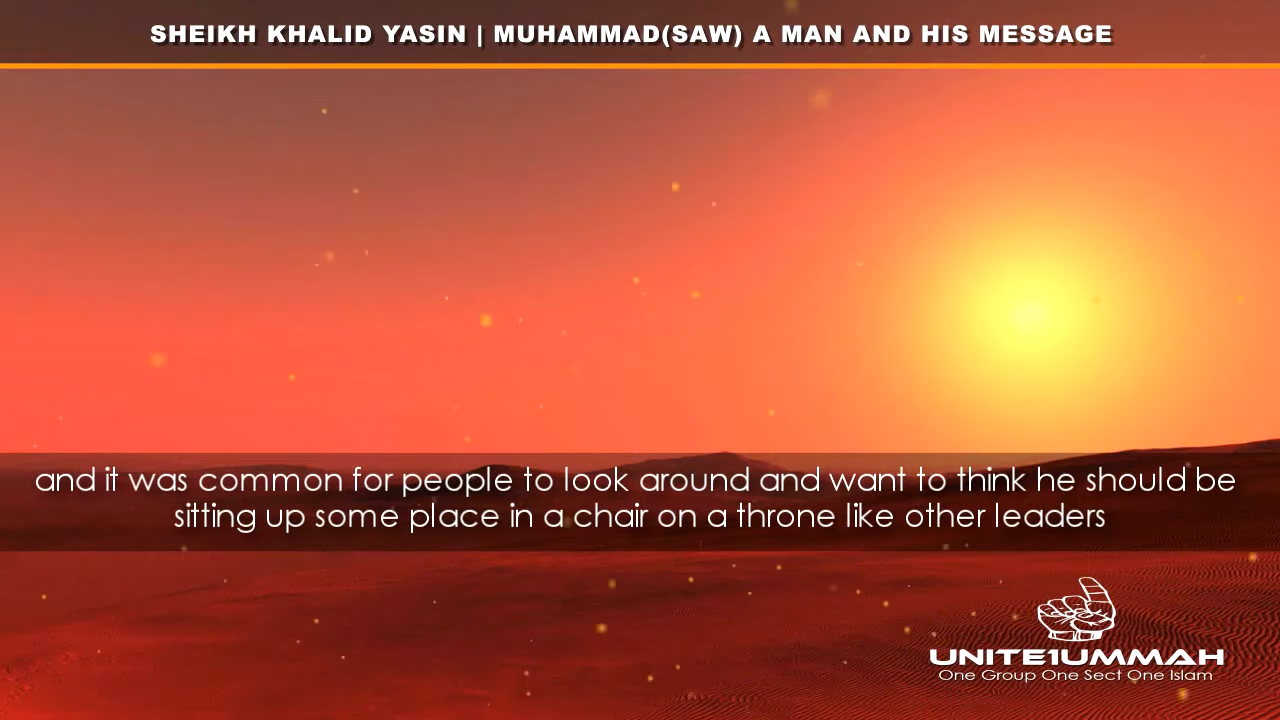 SHEIKH KHALID YASIN | MUHAMMAD(SAW) A MAN AND HIS MESSAGE
and it was common for people to look around and want to think he should be
sitting up some place in a chair on a throne like other leaders
UNITE1UMMAH
One Group One Sect One Islam